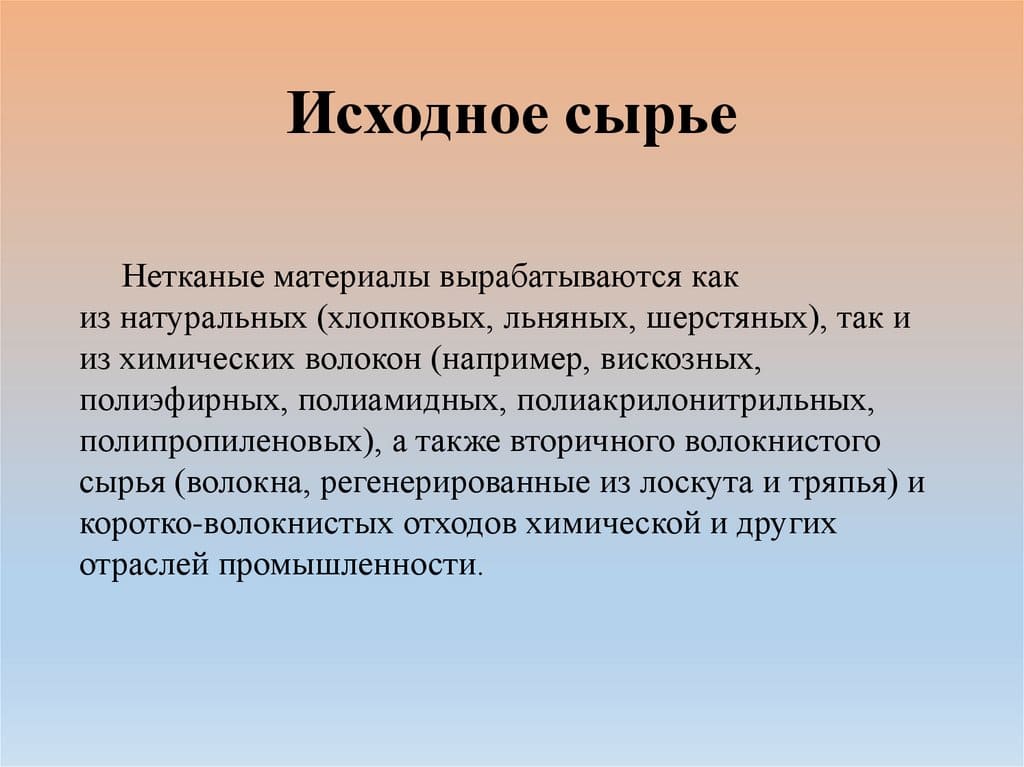 Исходное сырье
Нетканые материалы вырабатываются как
из натуральных (хлопковых, льняных, шерстяных), так и
из химических волокон (например, вискозных,
полиэфирных, полиамидных, полиакрилонитрильных,
полипропиленовых), а также вторичного волокнистого
сырья (волокна, регенерированные из лоскута и тряпья) и
коротко-волокнистых отходов химической и других
отраслей промышленности.